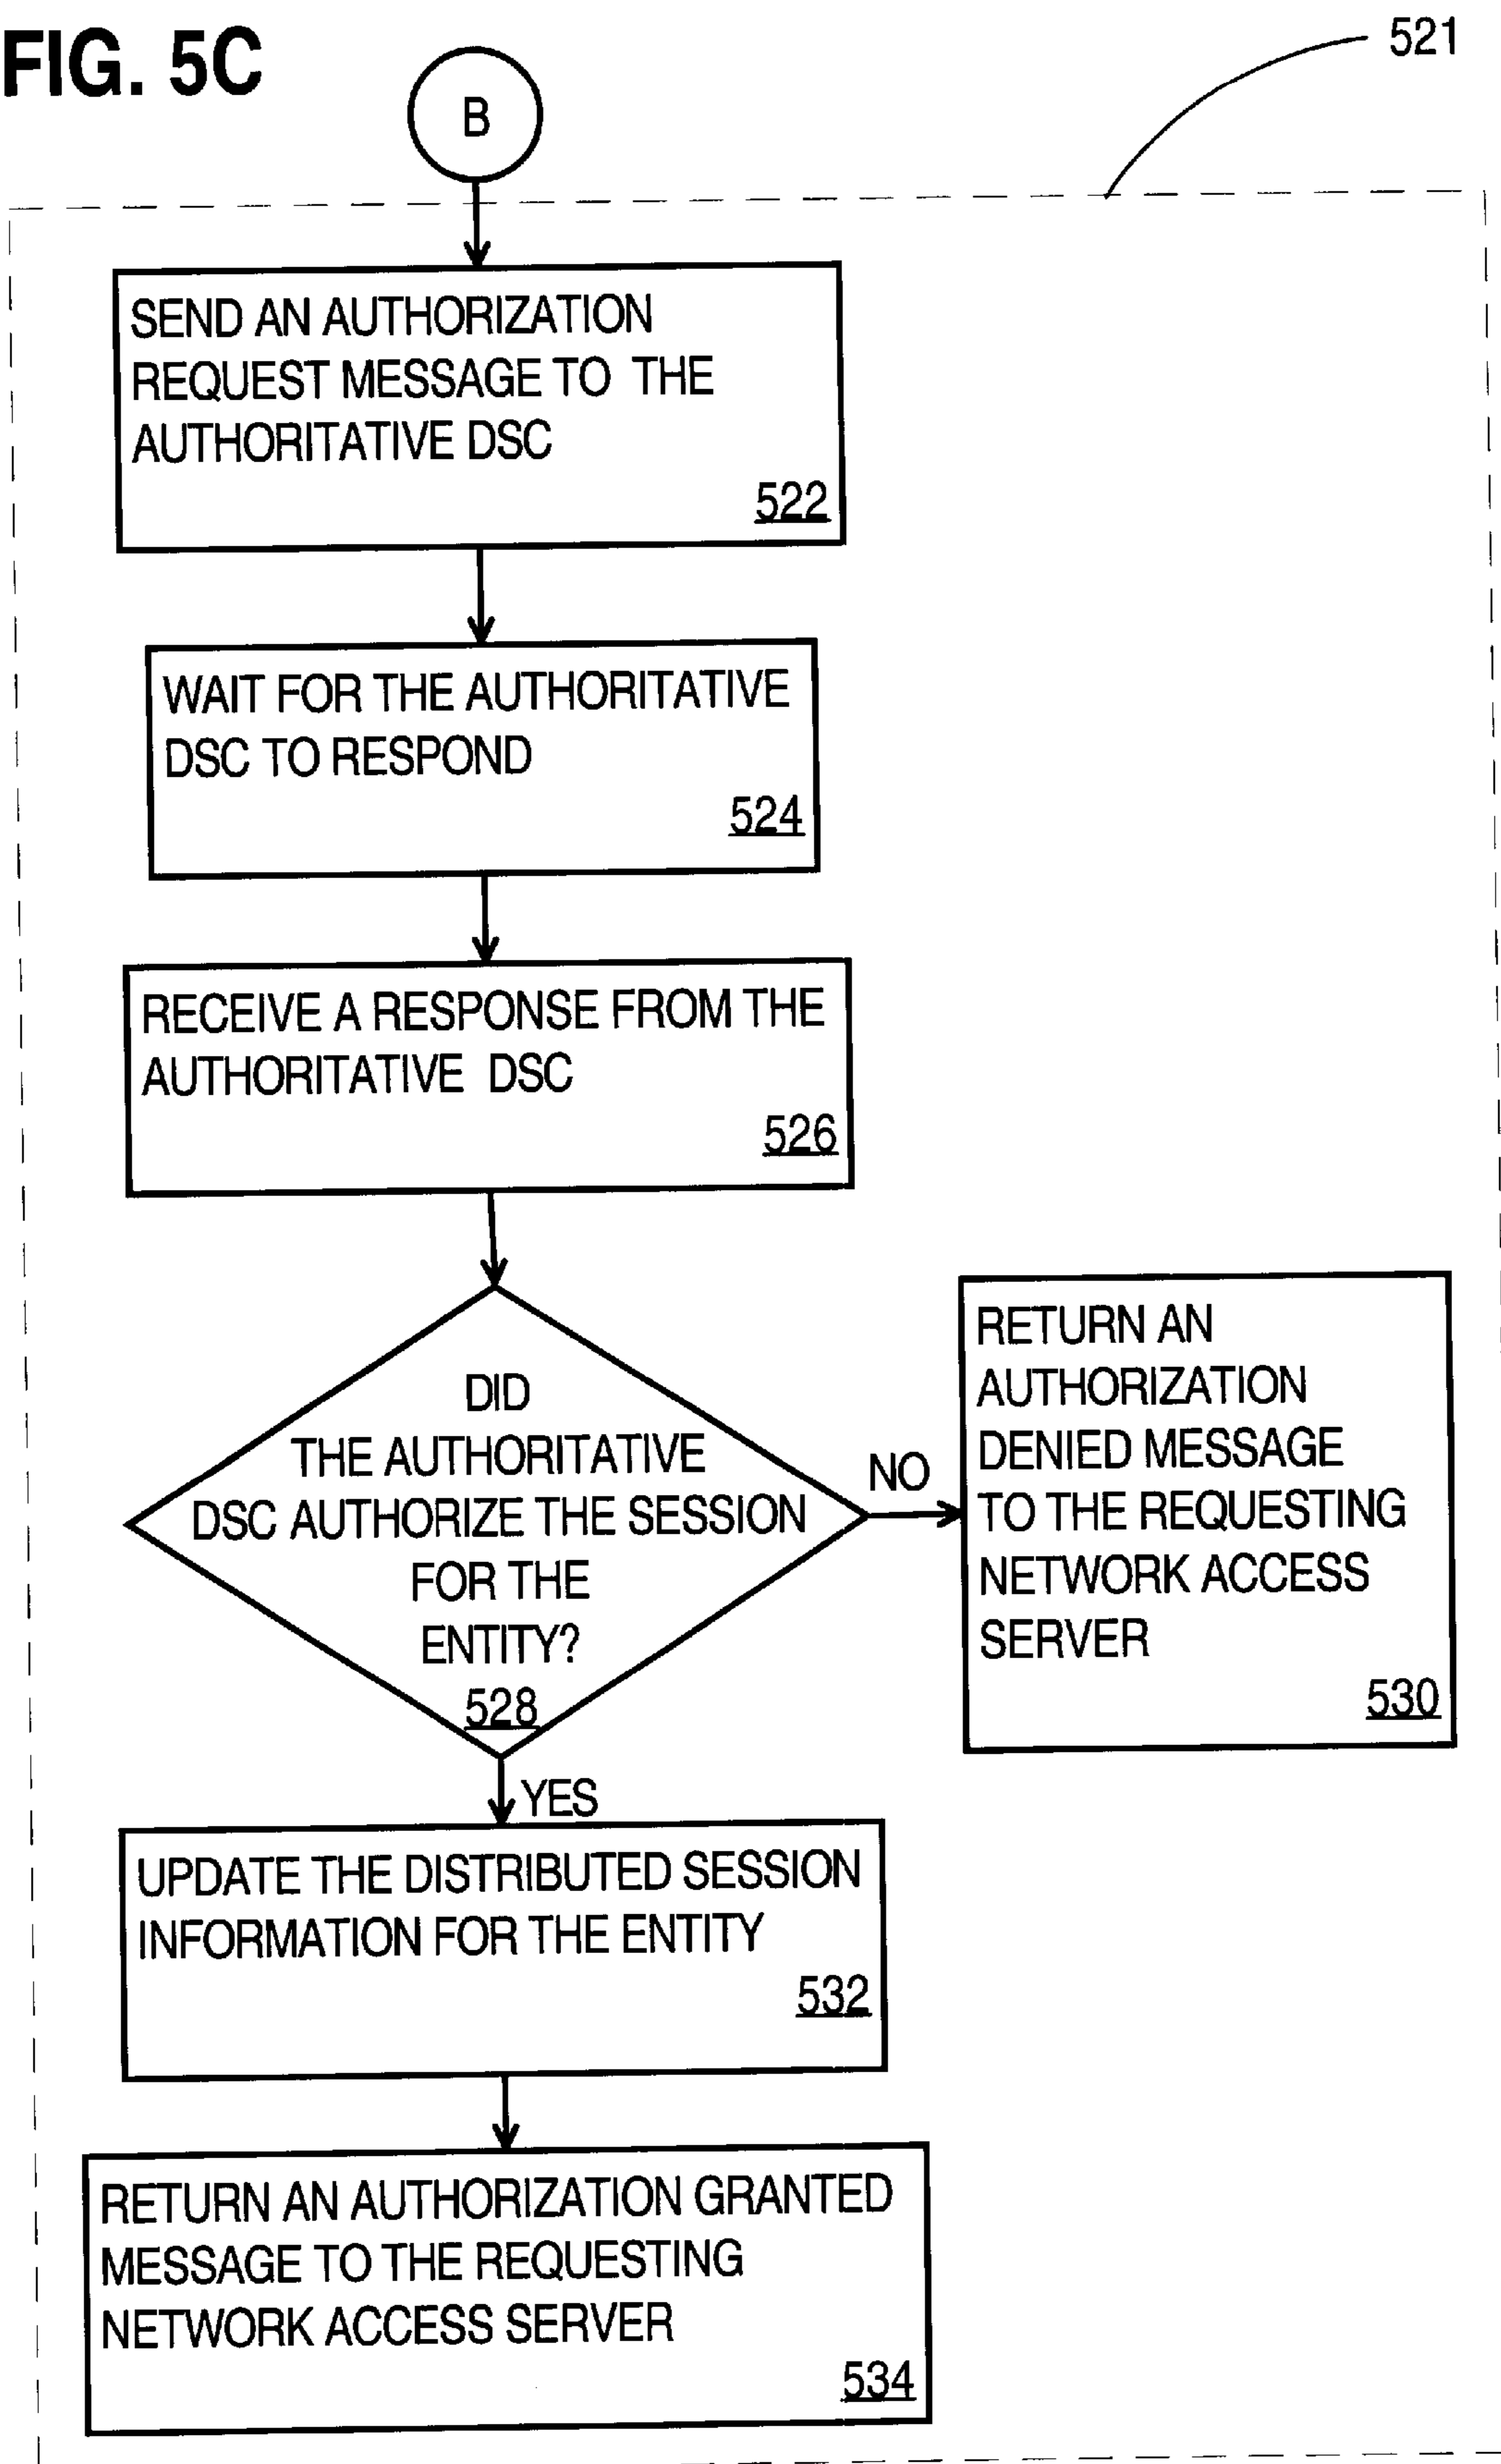 FIG. 5C
521
B
SEND AN AUTHORIZATION
REQUEST MESSAGE TO THE
AUTHORITATIVE DSC
522
WAIT FOR THE AUTHORITATIVE
DSC TO RESPOND
524
RECEIVE A RESPONSE FROM THE
AUTHORITATIVE DSC
526
DID
THE AUTHORITATIVE
DSC AUTHORIZE THE SESSION
FOR THE
ENTITY?
528
NO
RETURN AN
AUTHORIZATION
DENIED MESSAGE
TO THE REQUESTING
NETWORK ACCESS
SERVER
530
YES
UPDATE THE DISTRIBUTED SESSION
INFORMATION FOR THE ENTITY
532
RETURN AN AUTHORIZATION GRANTED
MESSAGE TO THE REQUESTING
NETWORK ACCESS SERVER
534